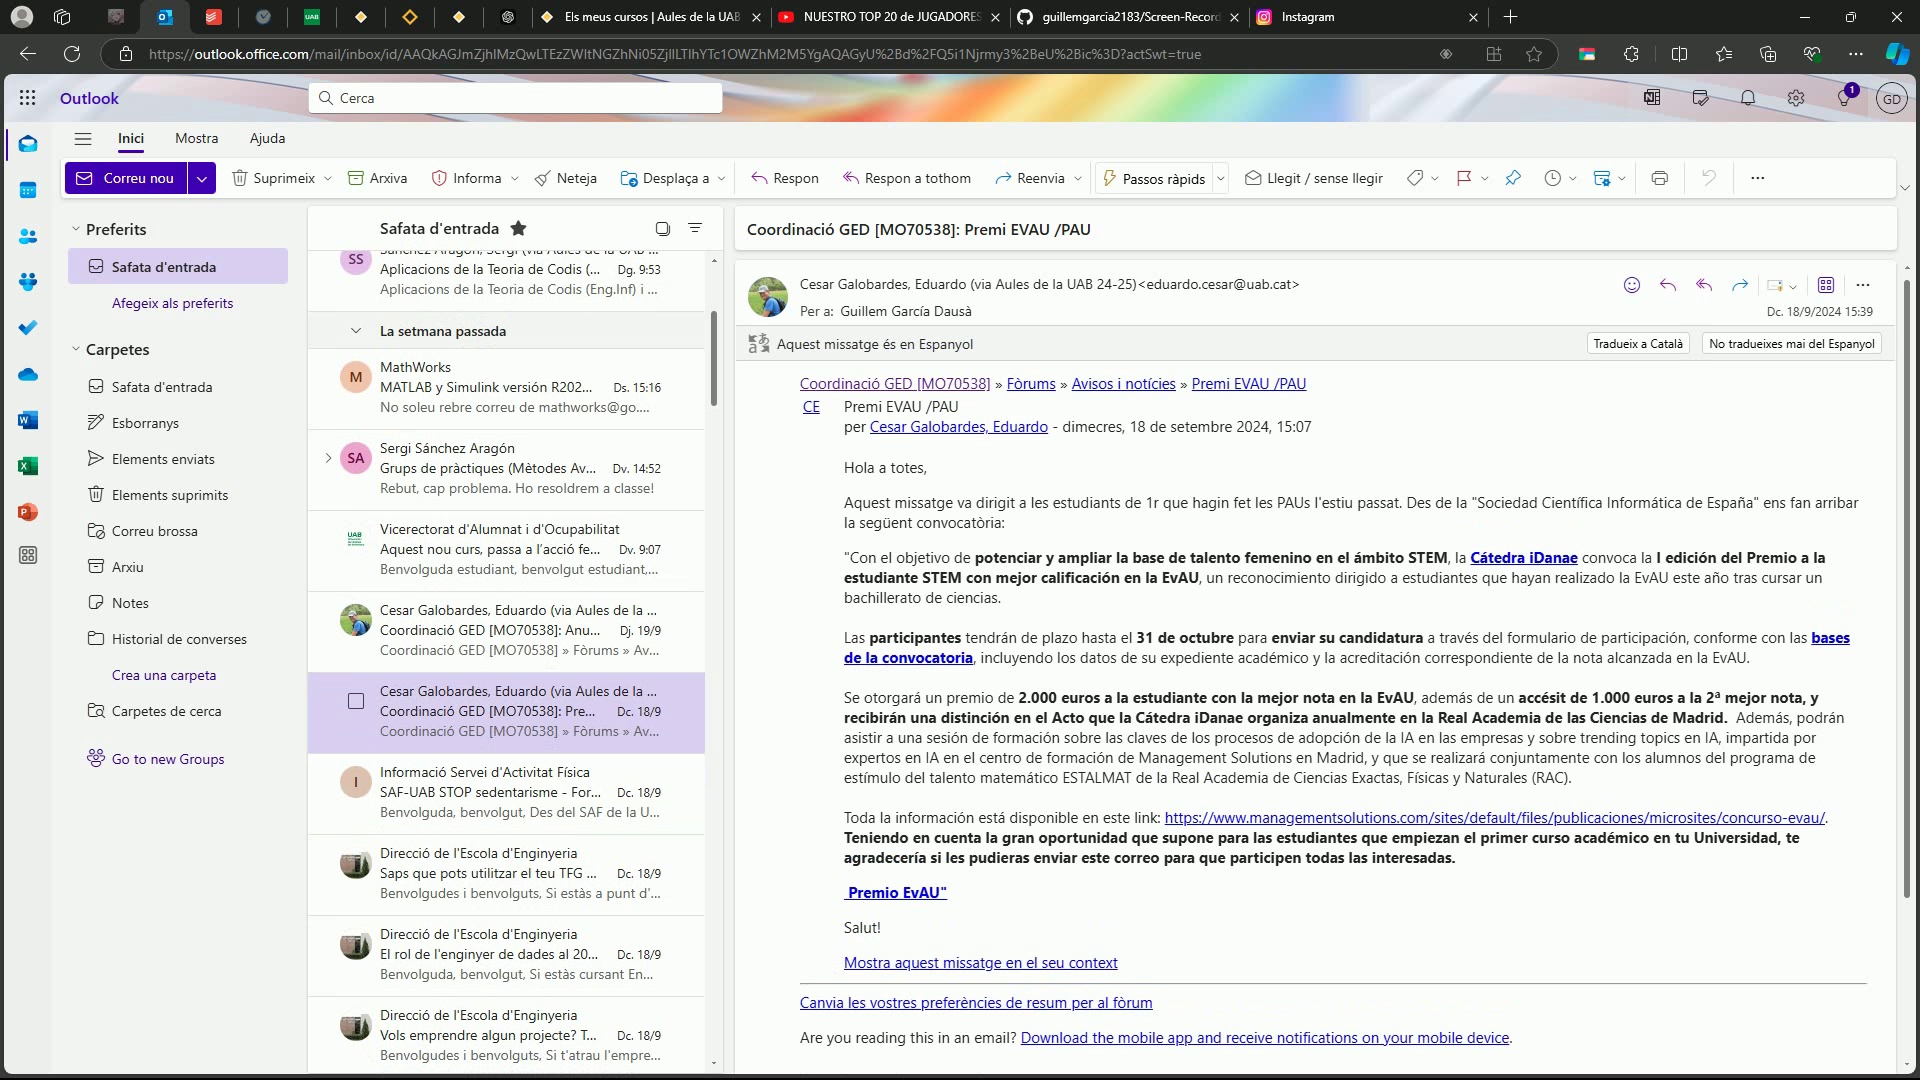 Els meus cursos | Aules de la UAB
NUESTRO TOP 20 de JUGADORES
guillemgarcia2183/Screen-Record
Instagram
https://outlook.office.com/mail/inbox/id/AAQkAGJmZjhlMzQwLTEzZWItNGZhNi05ZjllLTlhYTc1OWZhM2M5YgAQAGyU%2Bd%2FQ5i1Njrmy3%2BeU%2Bic%3D?actSwt=true
Outlook
Cerca
1
GD
Inici
Mostra
Ajuda
Correu nou
Suprimeix
Arxiva
Informa
Neteja
Desplaça a
Respon
Respon a tothom
Reenvia
Passos ràpids
Llegit / sense llegir
Preferits
Safata d'entrada
Afegeix als preferits
Carpetes
Safata d'entrada
Esborranys
Elements enviats
Elements suprimits
Correu brossa
Arxiu
Notes
Historial de converses
Crea una carpeta
Carpetes de cerca
Go to new Groups
Safata d'entrada
SS
Sánchez Aragón, Sergi (via Aules de la UAB ...
Aplicacions de la Teoria de Codis (... Dg. 9:53
Aplicacions de la Teoria de Codis (Eng.Inf) i ...
La setmana passada
M
MathWorks
MATLAB y Simulink versión R202... Ds. 15:16
No soleu rebre correu de mathworks@go....
SA
Sergi Sánchez Aragón
Grups de pràctiques (Mètodes Av... Dv. 14:52
Rebut, cap problema. Ho resoldrem a classe!
UAB
Vicerectorat d'Alumnat i d'Ocupabilitat
Aquest nou curs, passa a l'acció fe... Dv. 9:07
Benvolguda estudiant, benvolgut estudiant,...
Cesar Galobardes, Eduardo (via Aules de la ...
Coordinació GED [MO70538]: Anu... Dj. 19/9
Coordinació GED [MO70538] » Fòrums » Av...
Cesar Galobardes, Eduardo (via Aules de la ...
Coordinació GED [MO70538]: Pre... Dc. 18/9
Coordinació GED [MO70538] » Fòrums » Av...
I
Informació Servei d'Activitat Física
SAF-UAB STOP sedentarisme - For... Dc. 18/9
Benvolguda, benvolgut, Des del SAF de la U...
Direcció de l'Escola d'Enginyeria
Saps que pots utilitzar el teu TFG ... Dc. 18/9
Benvolgudes i benvolguts, Si estàs a punt d'...
Direcció de l'Escola d'Enginyeria
El rol de l'enginyer de dades al 20... Dc. 18/9
Benvolguda, benvolgut, Si estàs cursant En...
Direcció de l'Escola d'Enginyeria
Vols emprendre algun projecte? T... Dc. 18/9
Benvolgudes i benvolguts, Si t'atrau l'empre...
Coordinació GED [MO70538]: Premi EVAU /PAU
Cesar Galobardes, Eduardo (via Aules de la UAB 24-25)<eduardo.cesar@uab.cat>
Per a: Guillem García Dausà
Dc. 18/9/2024 15:39
Aquest missatge és en Espanyol
Tradueix a Català
No tradueixes mai del Espanyol
Coordinació GED [MO70538] » Fòrums » Avisos i notícies » Premi EVAU /PAU
CE
Premi EVAU /PAU
per Cesar Galobardes, Eduardo - dimecres, 18 de setembre 2024, 15:07
Hola a totes,
Aquest missatge va dirigit a les estudiants de 1r que hagin fet les PAUs l'estiu passat. Des de la "Sociedad Científica Informática de España" ens fan arribar
la següent convocatòria:
"Con el objetivo de potenciar y ampliar la base de talento femenino en el ámbito STEM, la Cátedra iDanae convoca la I edición del Premio a la
estudiante STEM con mejor calificación en la EvAU, un reconocimiento dirigido a estudiantes que hayan realizado la EvAU este año tras cursar un
bachillerato de ciencias.
Las participantes tendrán de plazo hasta el 31 de octubre para enviar su candidatura a través del formulario de participación, conforme con las bases
de la convocatoria, incluyendo los datos de su expediente académico y la acreditación correspondiente de la nota alcanzada en la EvAU.
Se otorgará un premio de 2.000 euros a la estudiante con la mejor nota en la EvAU, además de un accésit de 1.000 euros a la 2ª mejor nota, y
recibirán una distinción en el Acto que la Cátedra iDanae organiza anualmente en la Real Academia de las Ciencias de Madrid. Además, podrán
asistir a una sesión de formación sobre las claves de los procesos de adopción de la IA en las empresas y sobre trending topics en IA, impartida por
expertos en IA en el centro de formación de Management Solutions en Madrid, y que se realizará conjuntamente con los alumnos del programa de
estímulo del talento matemático ESTALMAT de la Real Academia de Ciencias Exactas, Físicas y Naturales (RAC).
Toda la información está disponible en este link: https://www.managementsolutions.com/sites/default/files/publicaciones/microsites/concurso-evau/.
Teniendo en cuenta la gran oportunidad que supone para las estudiantes que empiezan el primer curso académico en tu Universidad, te
agradecería si les pudieras enviar este correo para que participen todas las interesadas.
Premio EvAU"
Salut!
Mostra aquest missatge en el seu context
Canvia les vostres preferències de resum per al fòrum
Are you reading this in an email? Download the mobile app and receive notifications on your mobile device.